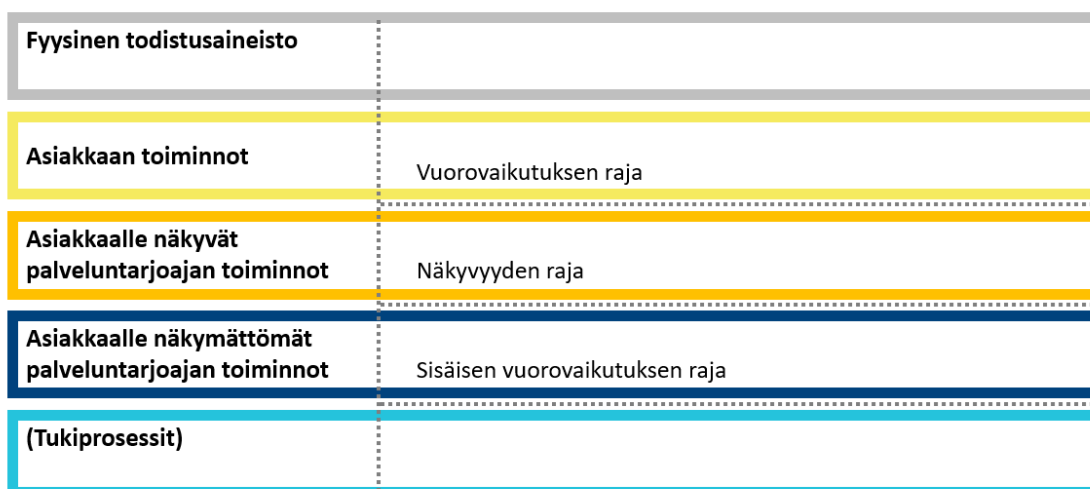 Fyysinen todistusaineisto
Asiakkaan toiminnot
Vuorovaikutuksen raja
Asiakkaalle näkyvät
palveluntarjoajan toiminnot
Näkyvyyden raja
Asiakkaalle näkymättömät
palveluntarjoajan toiminnot
Sisäisen vuorovaikutuksen raja
(Tukiprosessit)